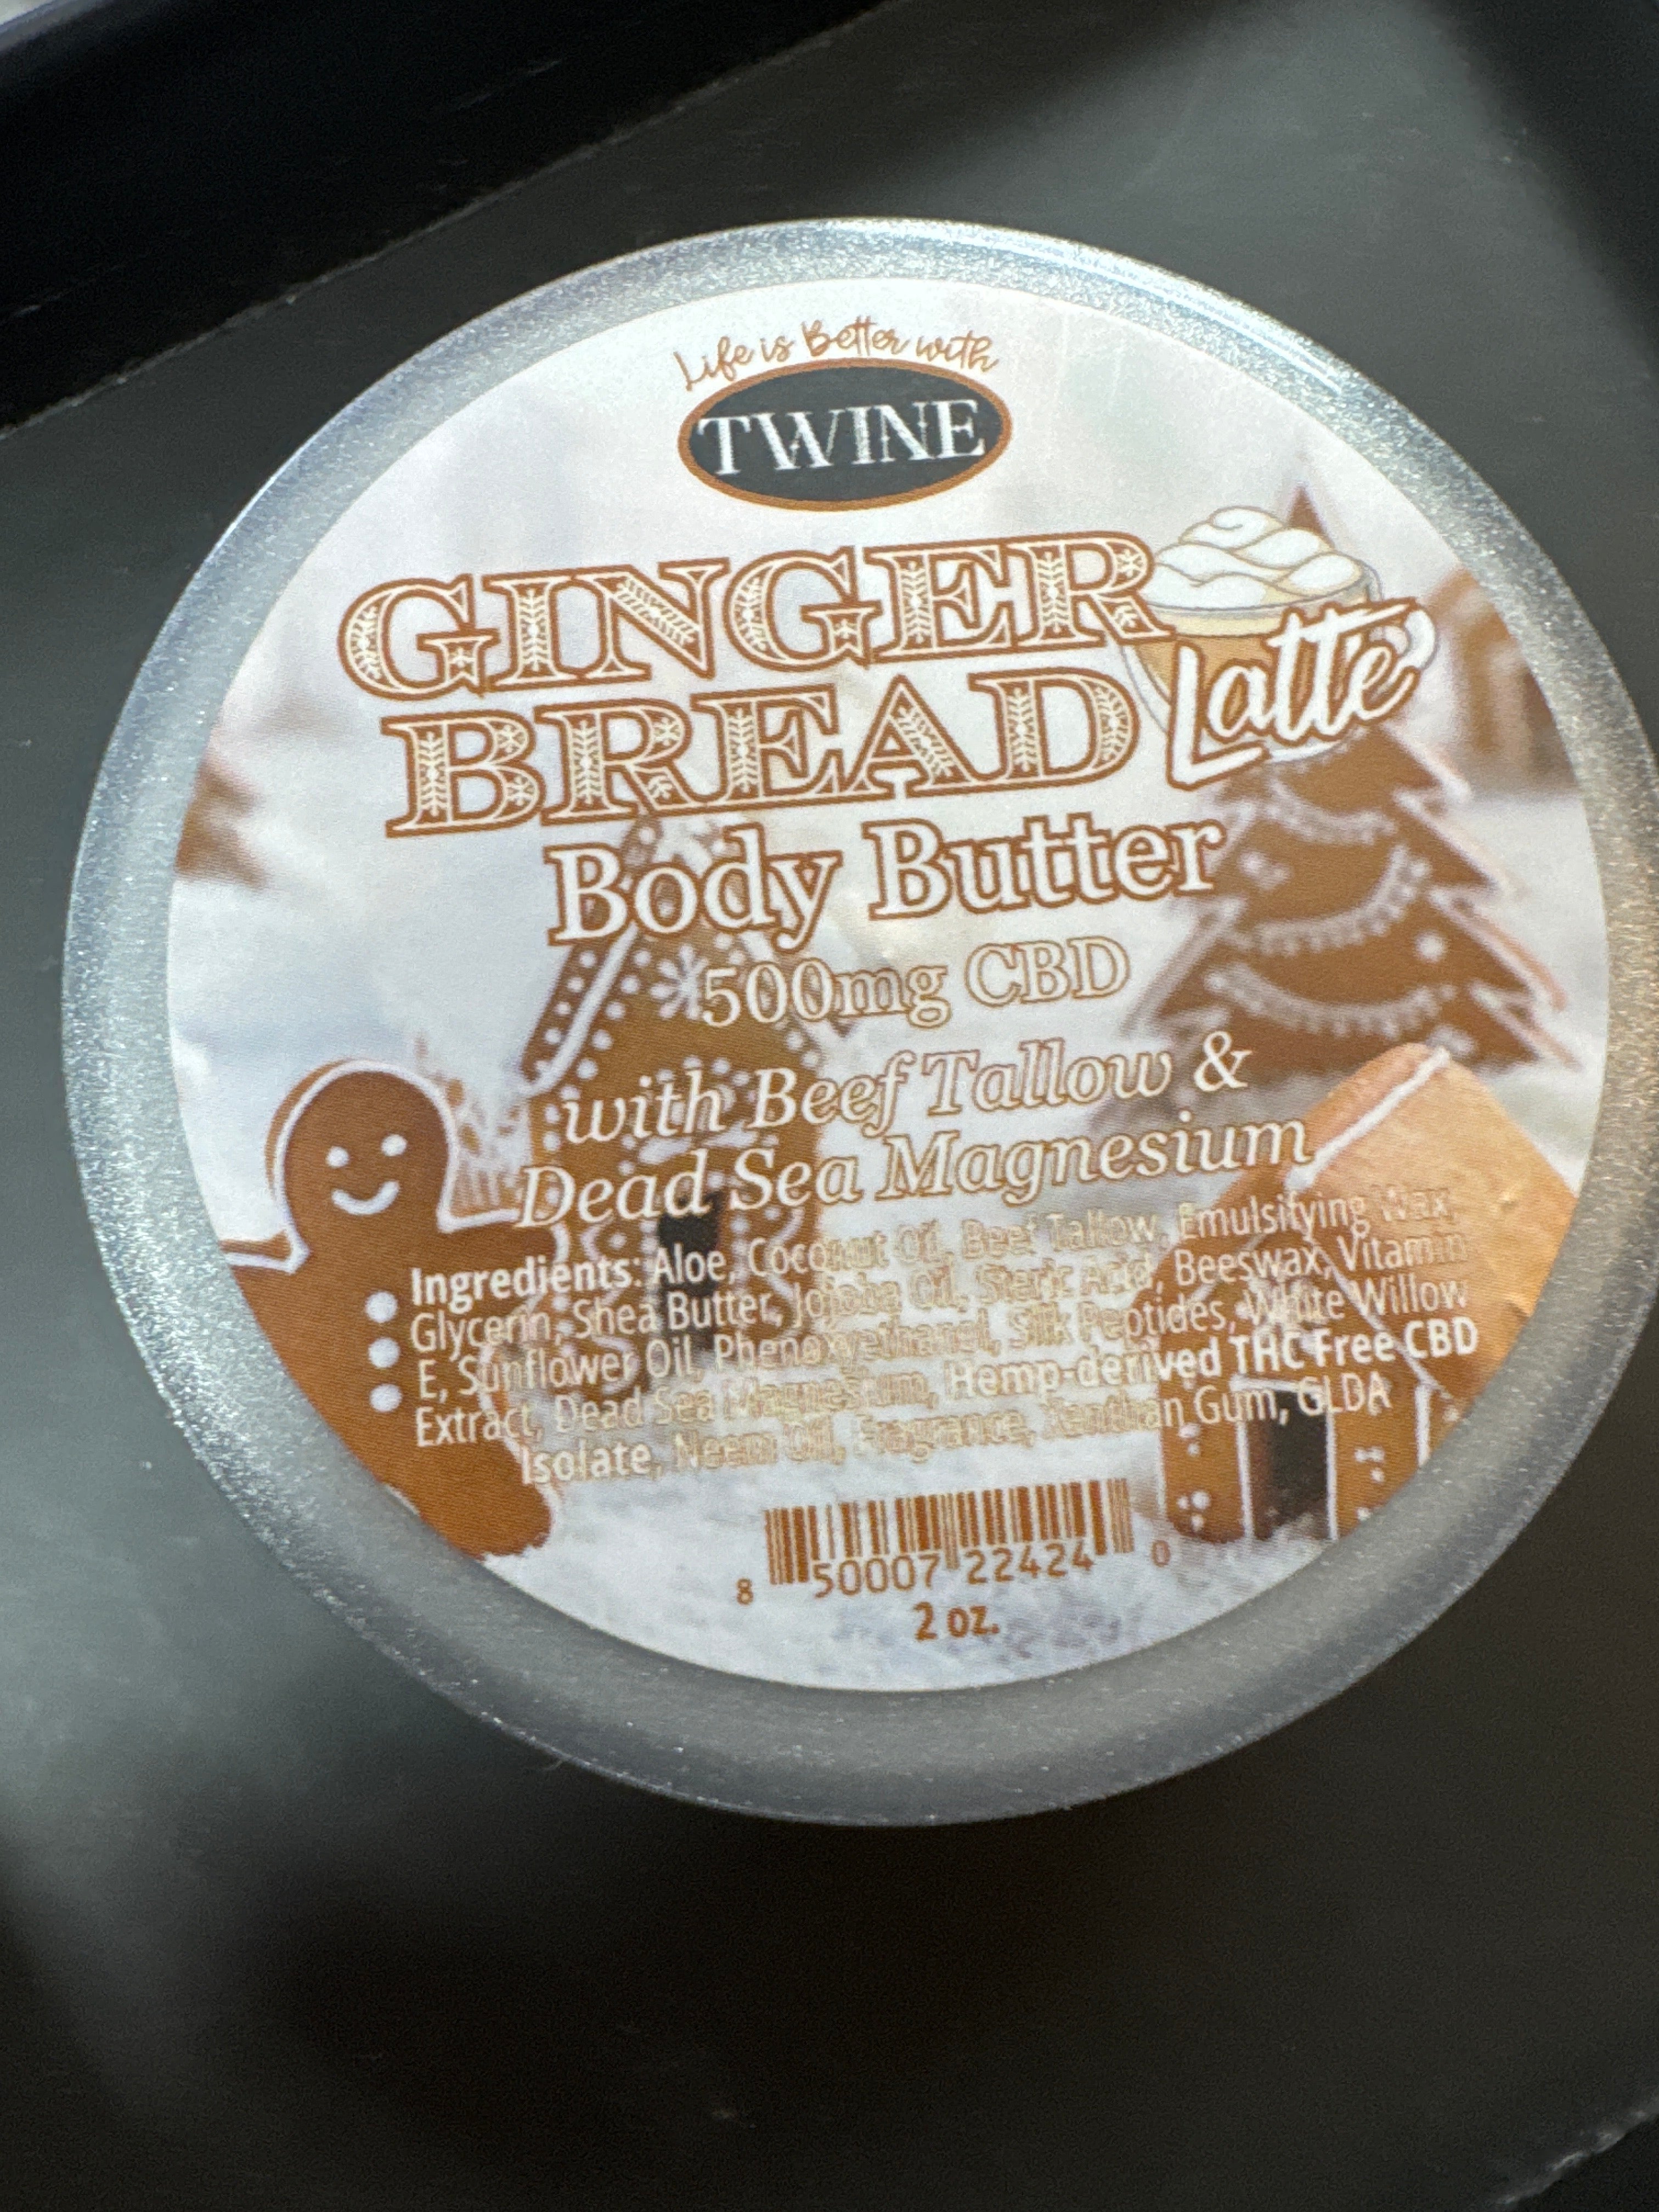 Life is Better with
TWINE
GINGER
BREAD Latte
Body Butter
500mg CBD
with Beef Tallow &
Dead Sea Magnesium
Ingredients: Aloe, Coconut Oil, Beef Tallow, Emulsifying Wax,
Glycerin, Shea Butter, Jojoba Oil, Steric Acid, Beeswax, Vitamin
E, Sunflower Oil, Phenoxyethanol, Silk Peptides, White Willow
Extract, Dead Sea Magnesium, Hemp-derived THC Free CBD
Isolate, Neem Oil, Fragrance, Xanthan Gum, GLDA
8 50007 22424 0
2 oz.